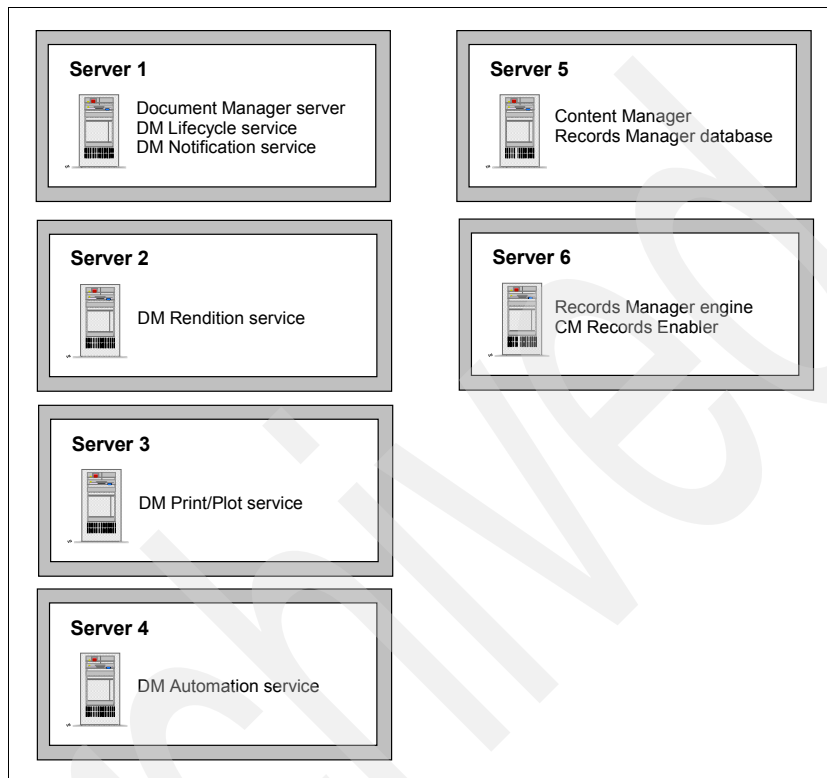 Server 1
Document Manager server
DM Lifecycle service
DM Notification service
Server 2
DM Rendition service
Server 3
DM Print/Plot service
Server 4
DM Automation service
Server 5
Content Manager
Records Manager database
Server 6
Records Manager engine
CM Records Enabler